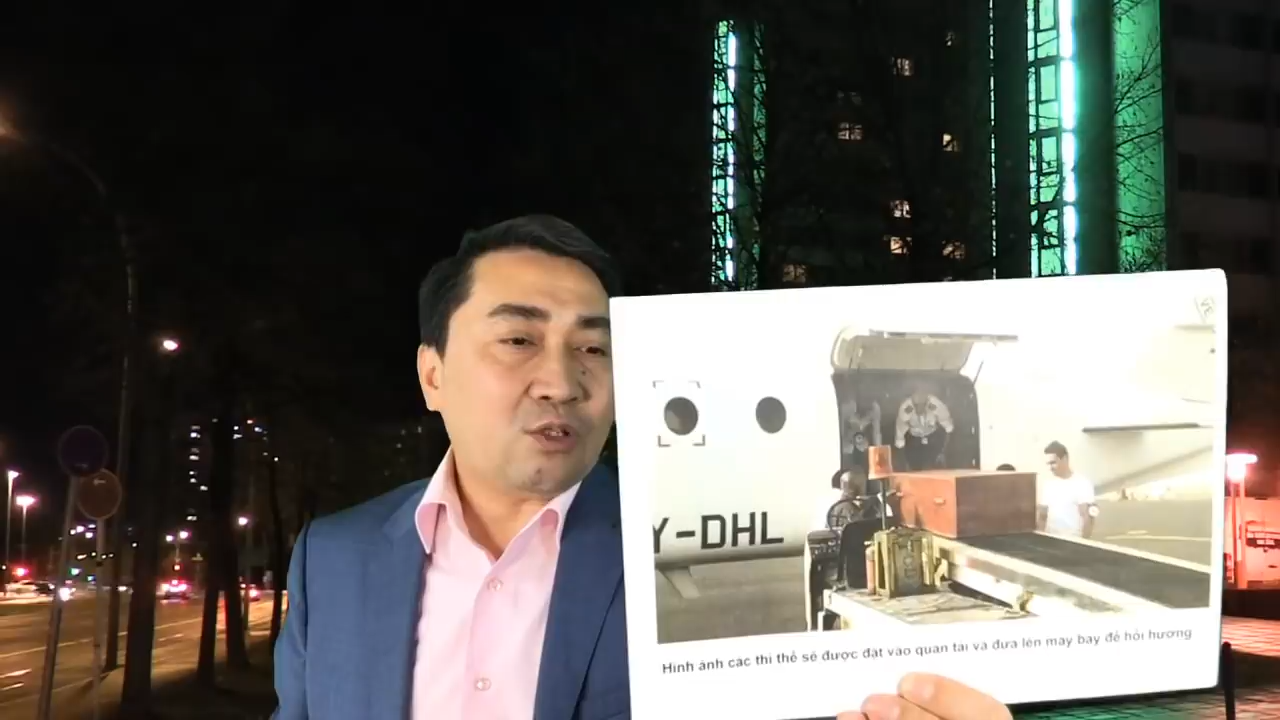 Y-DHL
Hình ảnh các thi thể sẽ được đặt vào quan tài và đưa lên máy bay để hồi hương